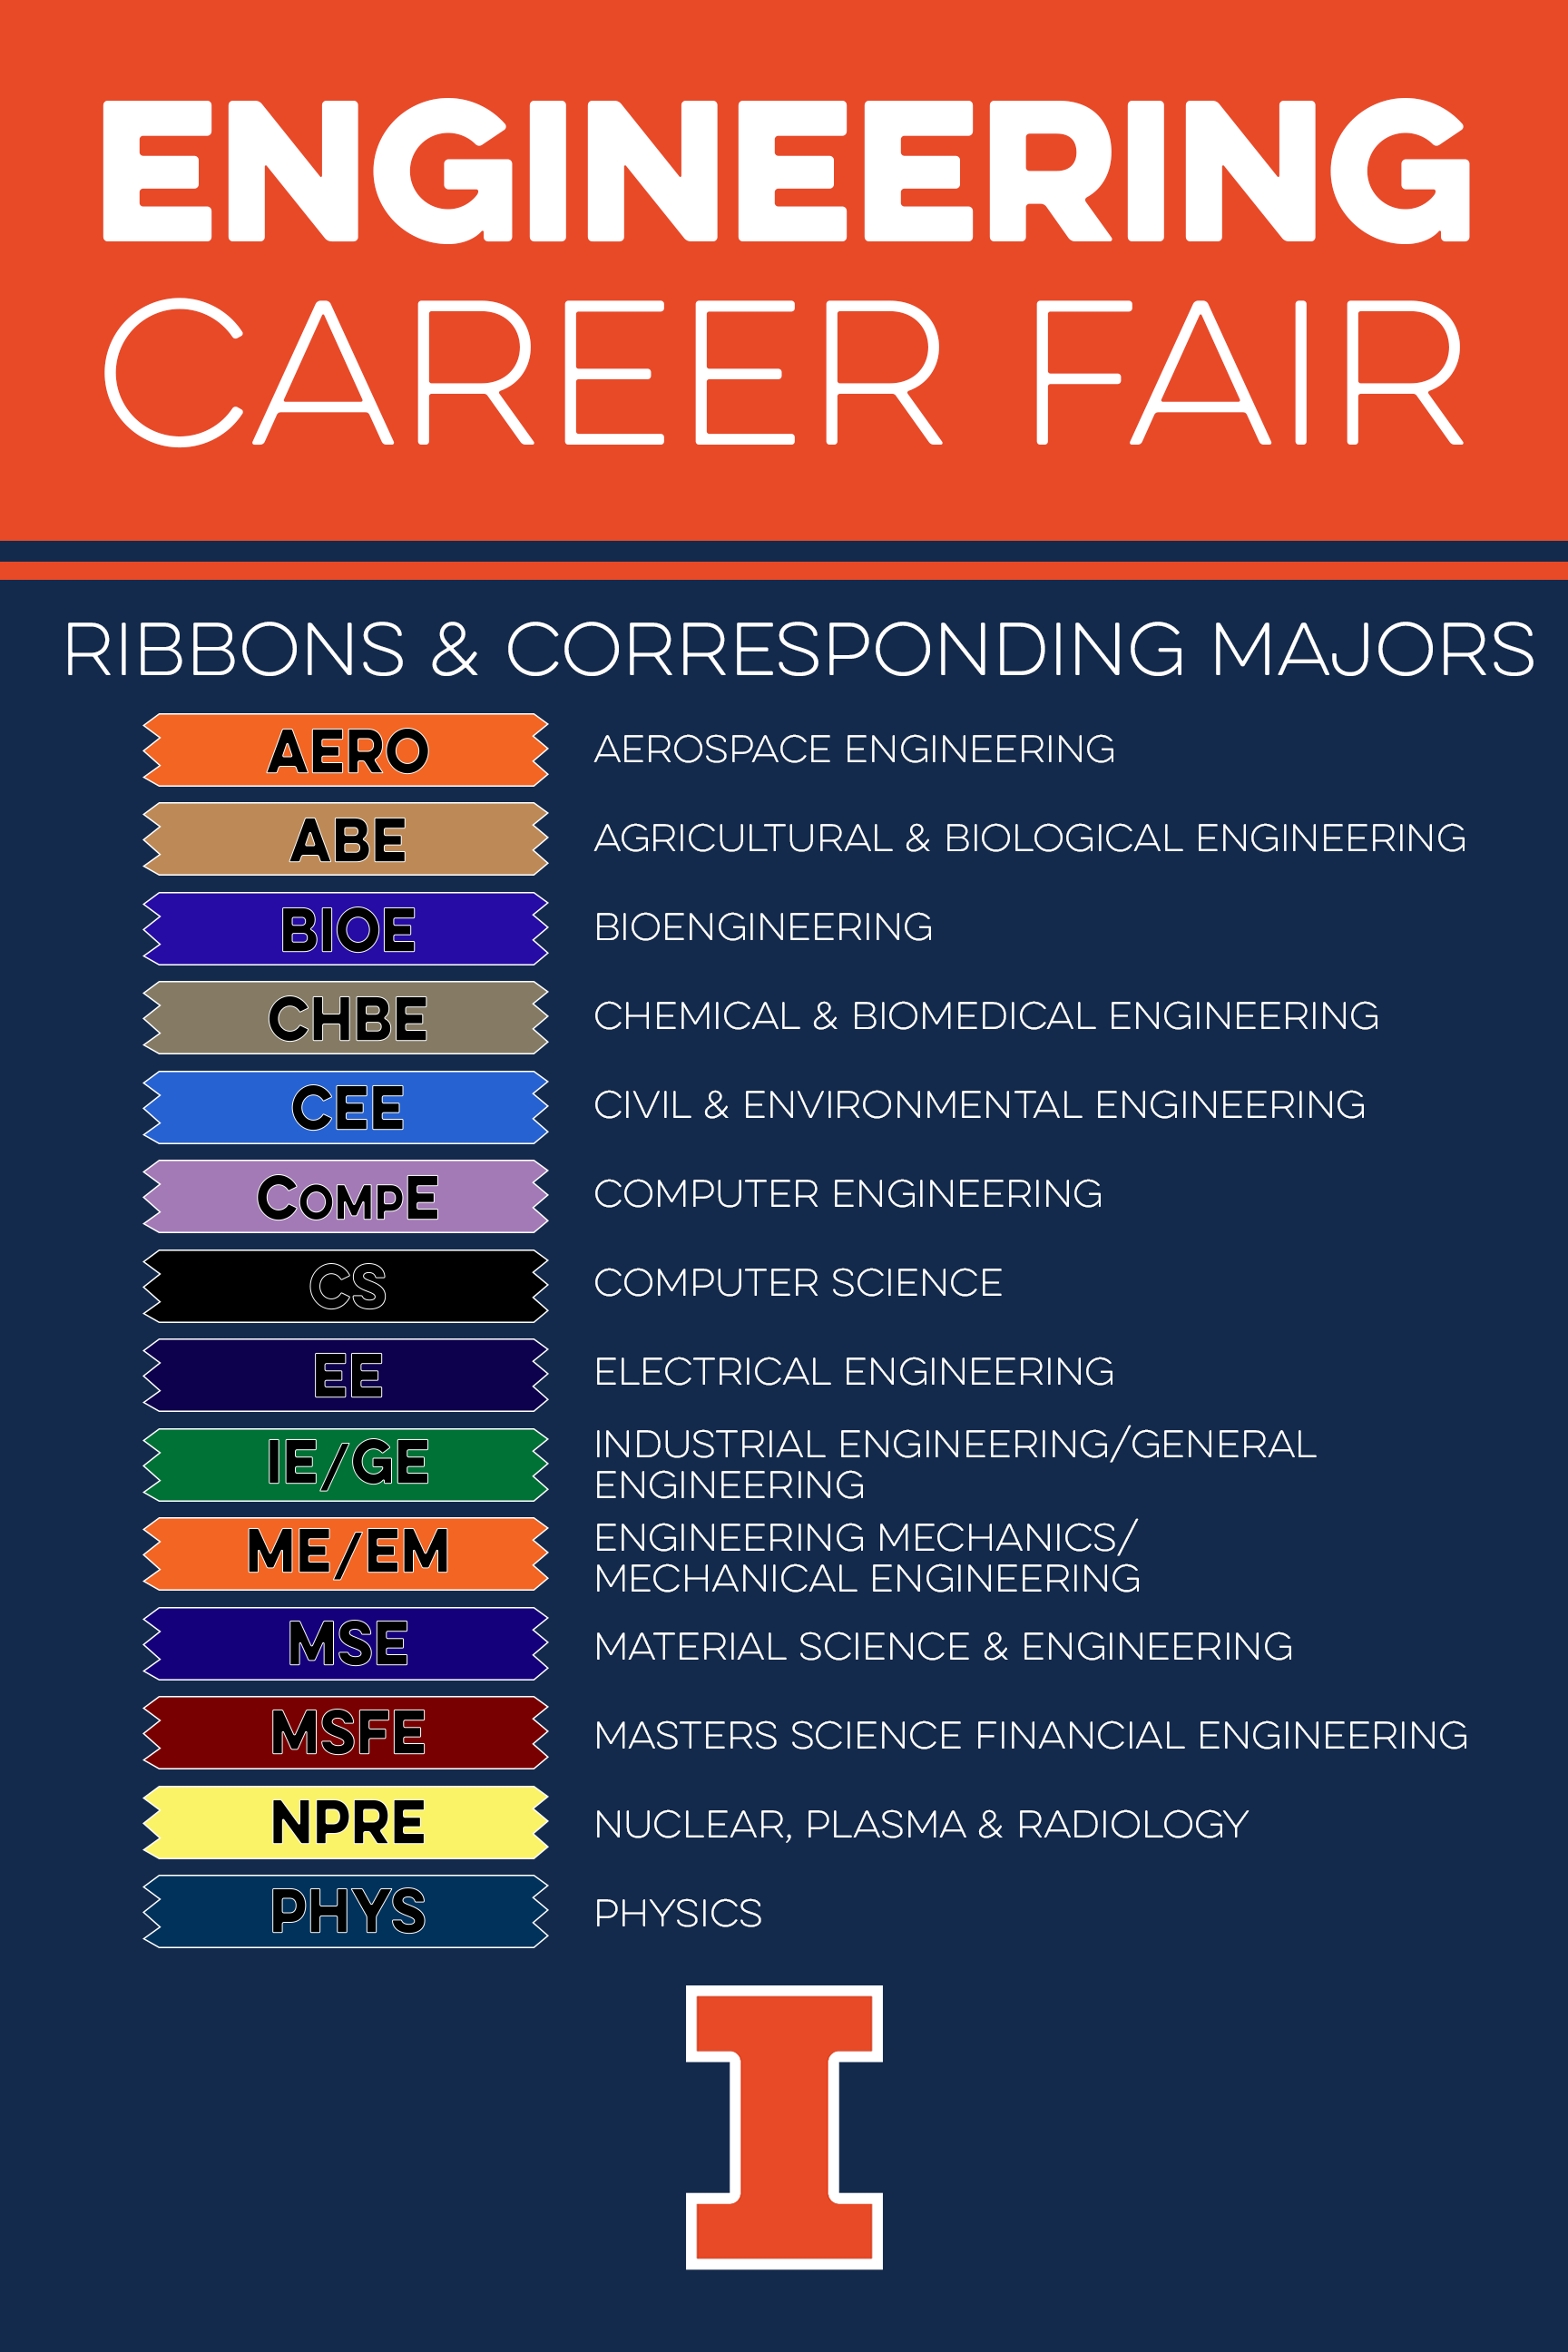 ENGINEERING
CAREER FAIR
RIBBONS & CORRESPONDING MAJORS
AERO AEROSPACE ENGINEERING
ABE AGRICULTURAL & BIOLOGICAL ENGINEERING
BIOE BIOENGINEERING
CHBE CHEMICAL & BIOMEDICAL ENGINEERING
CEE CIVIL & ENVIRONMENTAL ENGINEERING
COMPE COMPUTER ENGINEERING
CS COMPUTER SCIENCE
EE ELECTRICAL ENGINEERING
IE/GE INDUSTRIAL ENGINEERING/GENERAL
ENGINEERING
ME/EM ENGINEERING MECHANICS/
MECHANICAL ENGINEERING
MSE MATERIAL SCIENCE & ENGINEERING
MSFE MASTERS SCIENCE FINANCIAL ENGINEERING
NPRE NUCLEAR, PLASMA & RADIOLOGY
PHYS PHYSICS
I